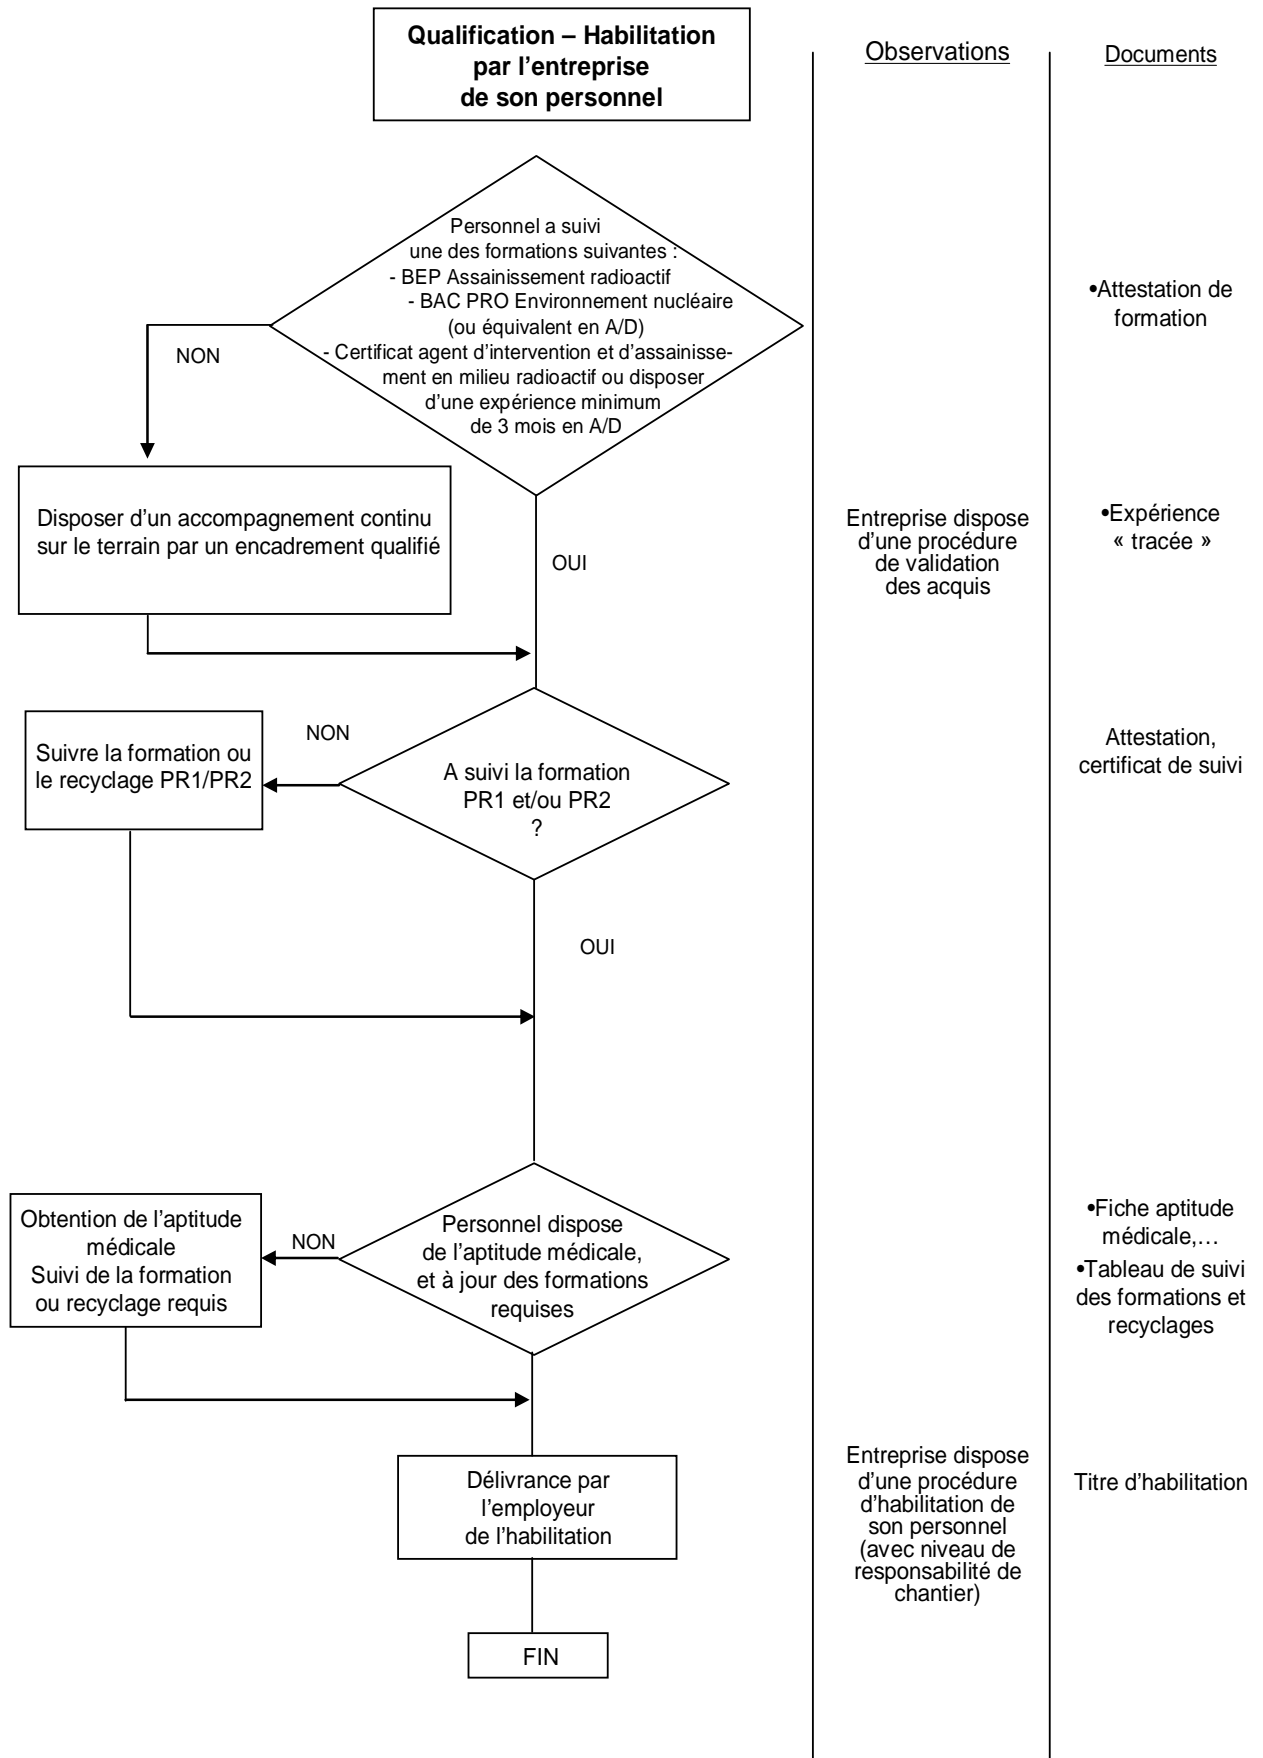 Qualification – Habilitation
par l'entreprise
de son personnel
Observations
Documents
Personnel a suivi
une des formations suivantes :
- BEP Assainissement radioactif
- BAC PRO Environnement nucléaire
(ou équivalent en A/D)
- Certificat agent d'intervention et d'assainisse-
ment en milieu radioactif ou disposer
d'une expérience minimum
de 3 mois en A/D
•Attestation de
formation
NON
Disposer d'un accompagnement continu
sur le terrain par un encadrement qualifié
OUI
Entreprise dispose
d'une procédure
de validation
des acquis
•Expérience
« tracée »
NON
Suivre la formation ou
le recyclage PR1/PR2
A suivi la formation
PR1 et/ou PR2
?
Attestation,
certificat de suivi
OUI
Obtention de l'aptitude
médicale
Suivi de la formation
ou recyclage requis
NON
Personnel dispose
de l'aptitude médicale,
et à jour des formations
requises
•Fiche aptitude
médicale,…
•Tableau de suivi
des formations et
recyclages
Délivrance par
l'employeur
de l'habilitation
Entreprise dispose
d'une procédure
d'habilitation de
son personnel
(avec niveau de
responsabilité de
chantier)
Titre d'habilitation
FIN